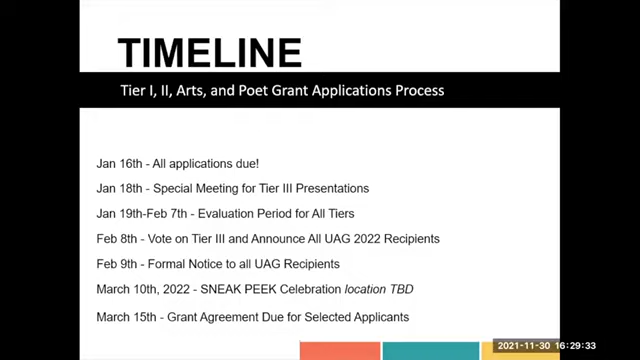 TIMELINE
Tier I, II, Arts, and Poet Grant Applications Process
Jan 16th - All applications due!
Jan 18th - Special Meeting for Tier III Presentations
Jan 19th-Feb 7th - Evaluation Period for All Tiers
Feb 8th - Vote on Tier III and Announce All UAG 2022 Recipients
Feb 9th - Formal Notice to all UAG Recipients
March 10th, 2022 - SNEAK PEEK Celebration location TBD
March 15th - Grant Agreement Due for Selected Applicants
2021-11-30 16:29:33